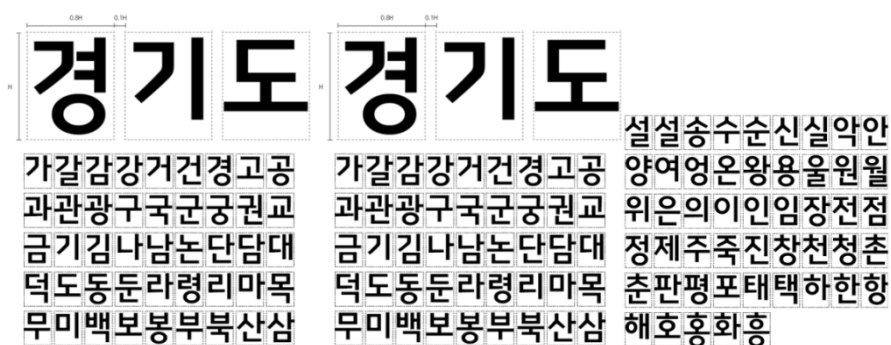 0.9H 0.1H
H
경기도
가갈감강거건경고공
과관광구국군궁권교
금기김나남논단담대
덕도동둔라령리마목
무미백보봉부북산삼
0.9H 0.1H
H
경기도
가갈감강거건경고공
과관광구국군궁권교
금기김나남논단담대
덕도동둔라령리마목
무미백보봉부북산삼
설설송수순신실악안
양여엉온왕용울원월
위은의이인임장전점
정제주죽진창천청촌
춘판평포태택하한항
해호홍화흥